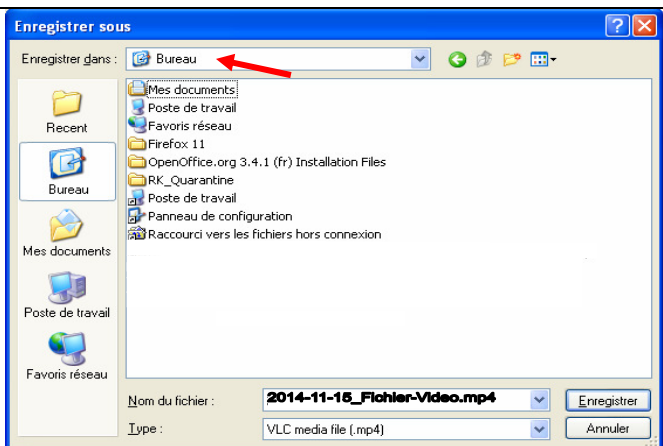 Enregistrer sous
Enregistrer dans :
Bureau
Mes documents
Poste de travail
Favoris réseau
Firefox 11
OpenOffice.org 3.4.1 (fr) Installation Files
RK_Quarantine
Poste de travail
Panneau de configuration
Raccourci vers les fichiers hors connexion
Recent
Bureau
Mes documents
Poste de travail
Favoris réseau
Nom du fichier :
2014-11-15_Fichier-Video.mp4
Enregistrer
Type :
VLC media file (.mp4)
Annuler